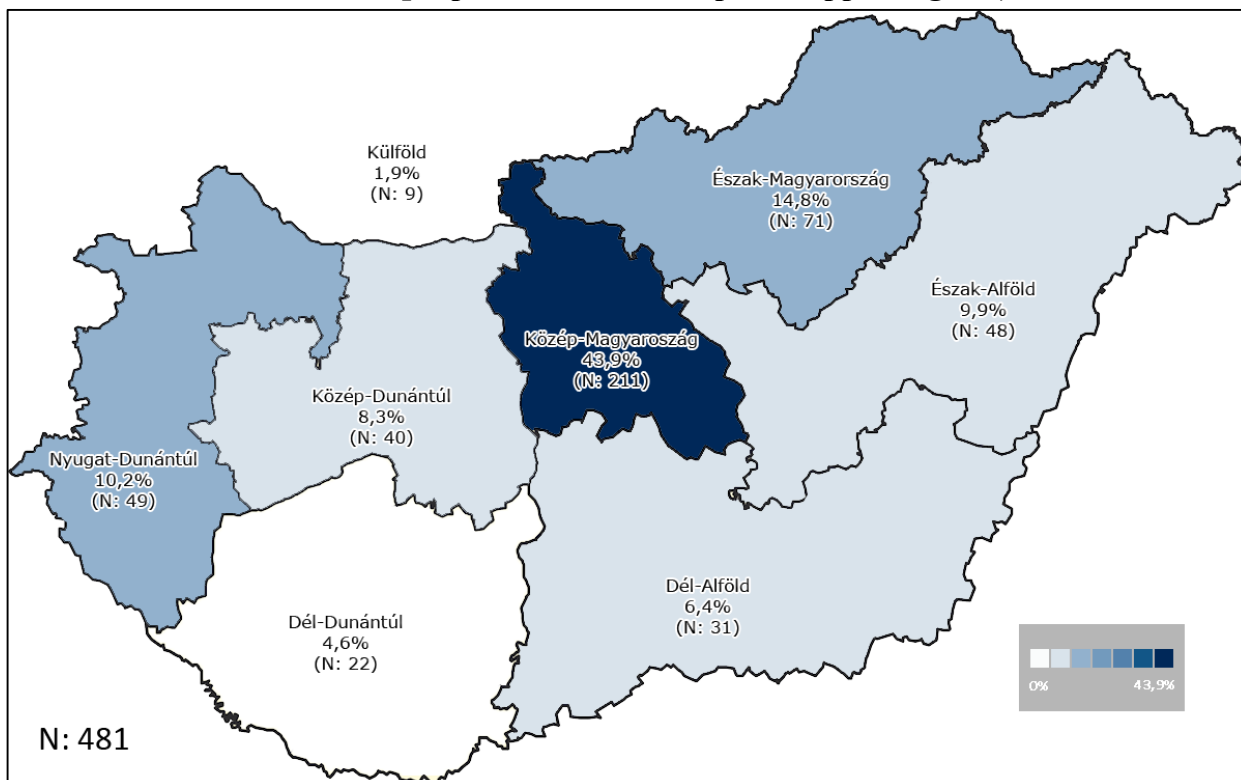 Külföld
1,9%
(N: 9)
Észak-Magyarország
14,8%
(N: 71)
Észak-Alföld
9,9%
(N: 48)
Közép-Magyaroszág
43,9%
(N: 211)
Közép-Dunántúl
8,3%
(N: 40)
Nyugat-Dunántúl
10,2%
(N: 49)
Dél-Alföld
6,4%
(N: 31)
Dél-Dunántúl
4,6%
(N: 22)
0% 43,9%
N: 481